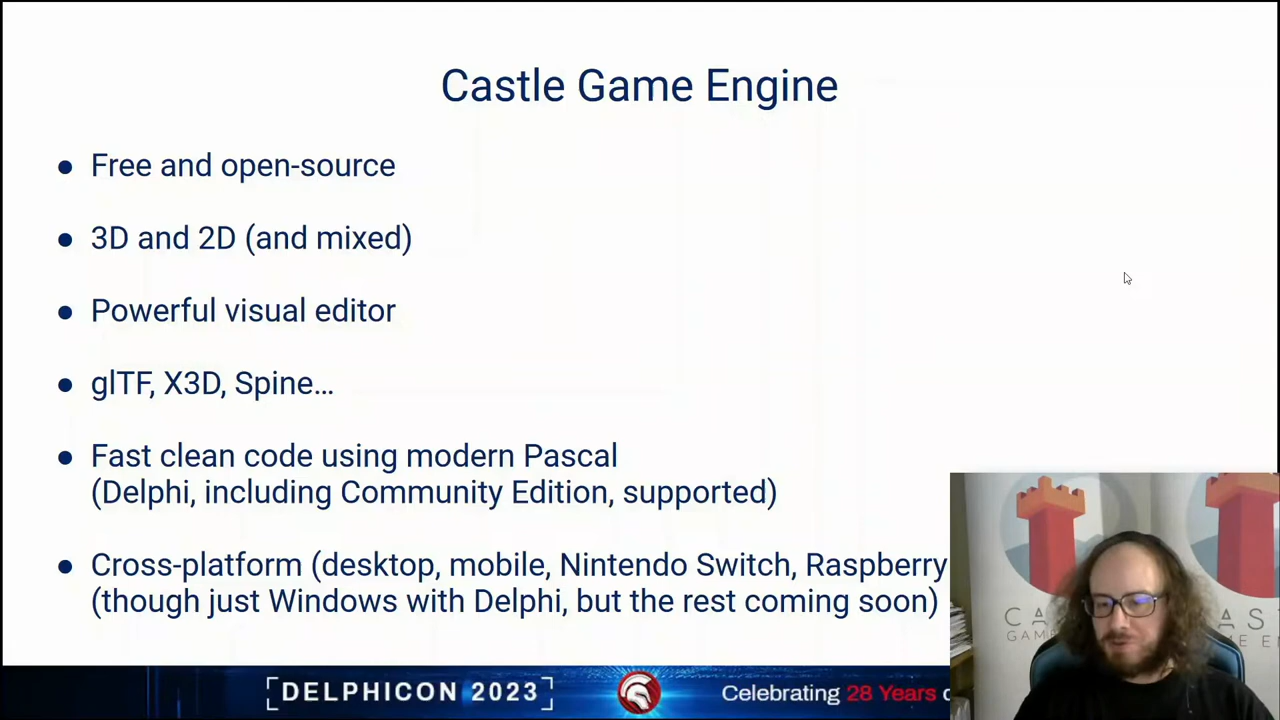 Castle Game Engine
● Free and open-source
● 3D and 2D (and mixed)
● Powerful visual editor
● glTF, X3D, Spine…
● Fast clean code using modern Pascal
(Delphi, including Community Edition, supported)
● Cross-platform (desktop, mobile, Nintendo Switch, Raspberry
(though just Windows with Delphi, but the rest coming soon)
[DELPHICON 2023]
Celebrating 28 Years